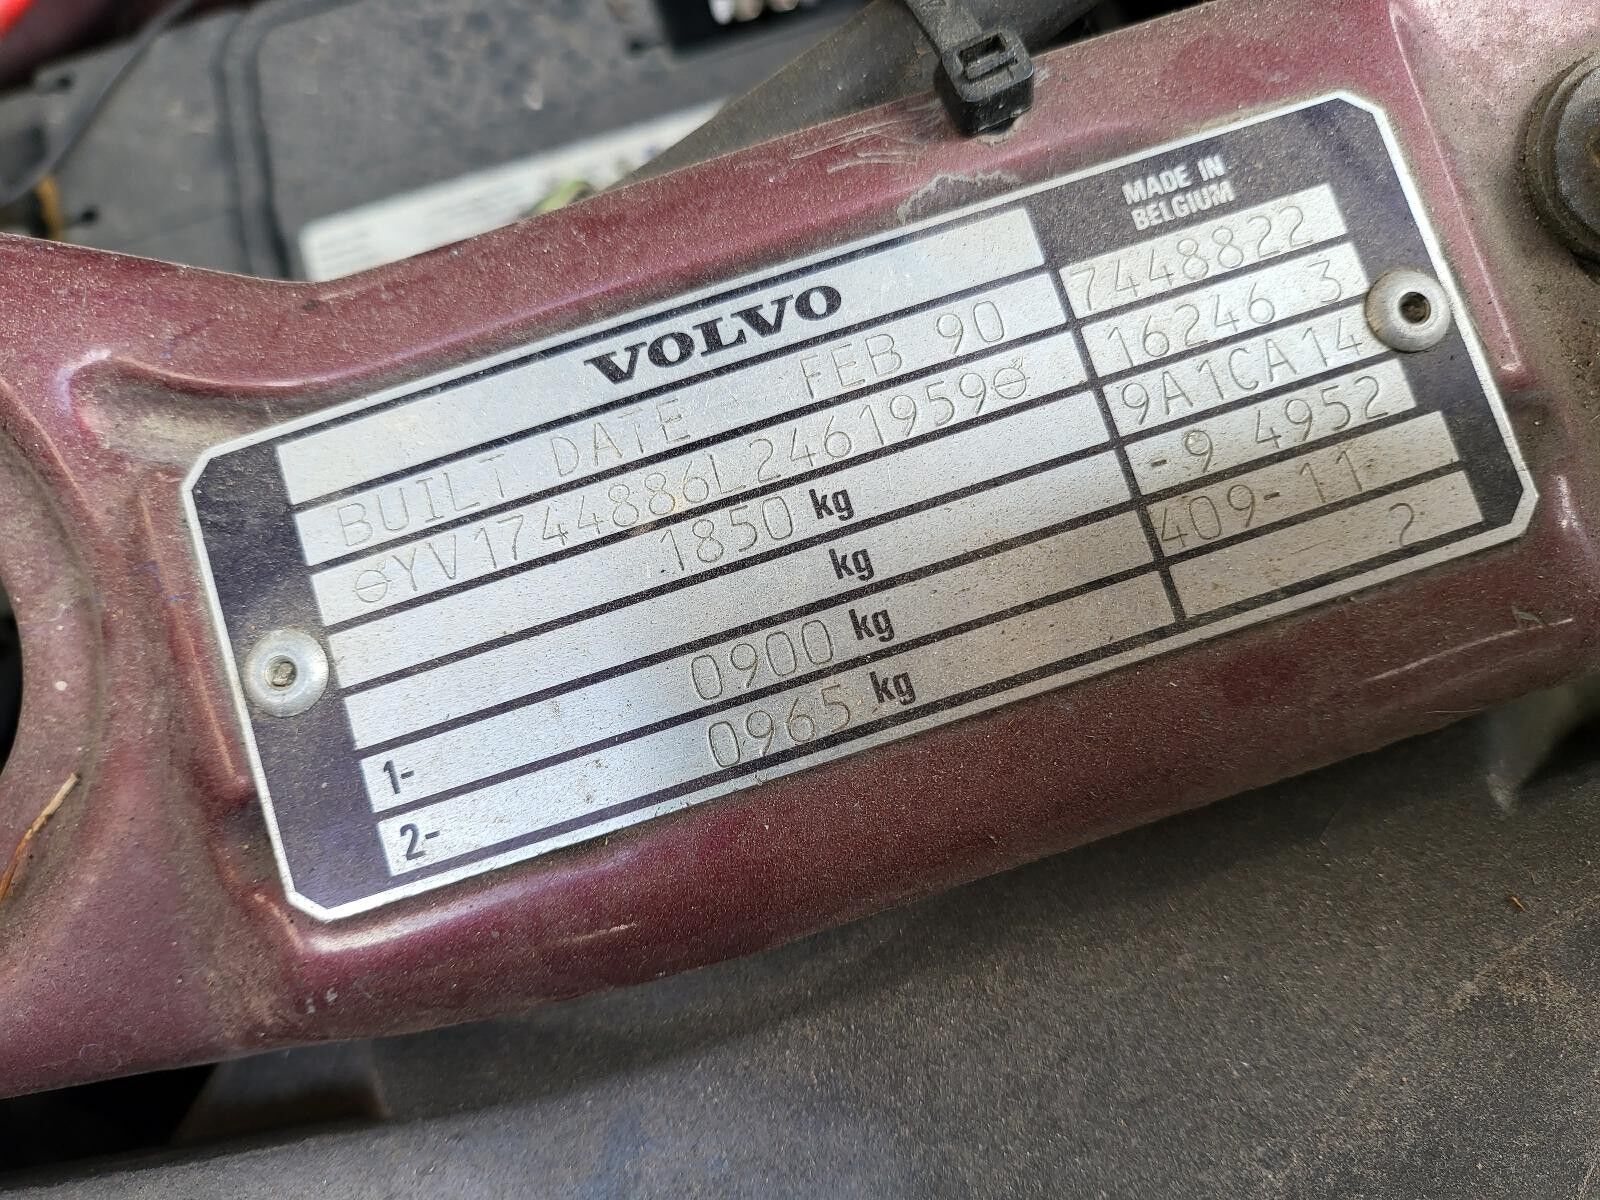 VOLVO
BUILT DATE FEB 90
YV1744886L2461959
1850 kg
kg
1- 0900 kg
2- 0965 kg
MADE IN
BELGIUM
7448822
16246 3
9A1CA14
-9 4952
409-11
2